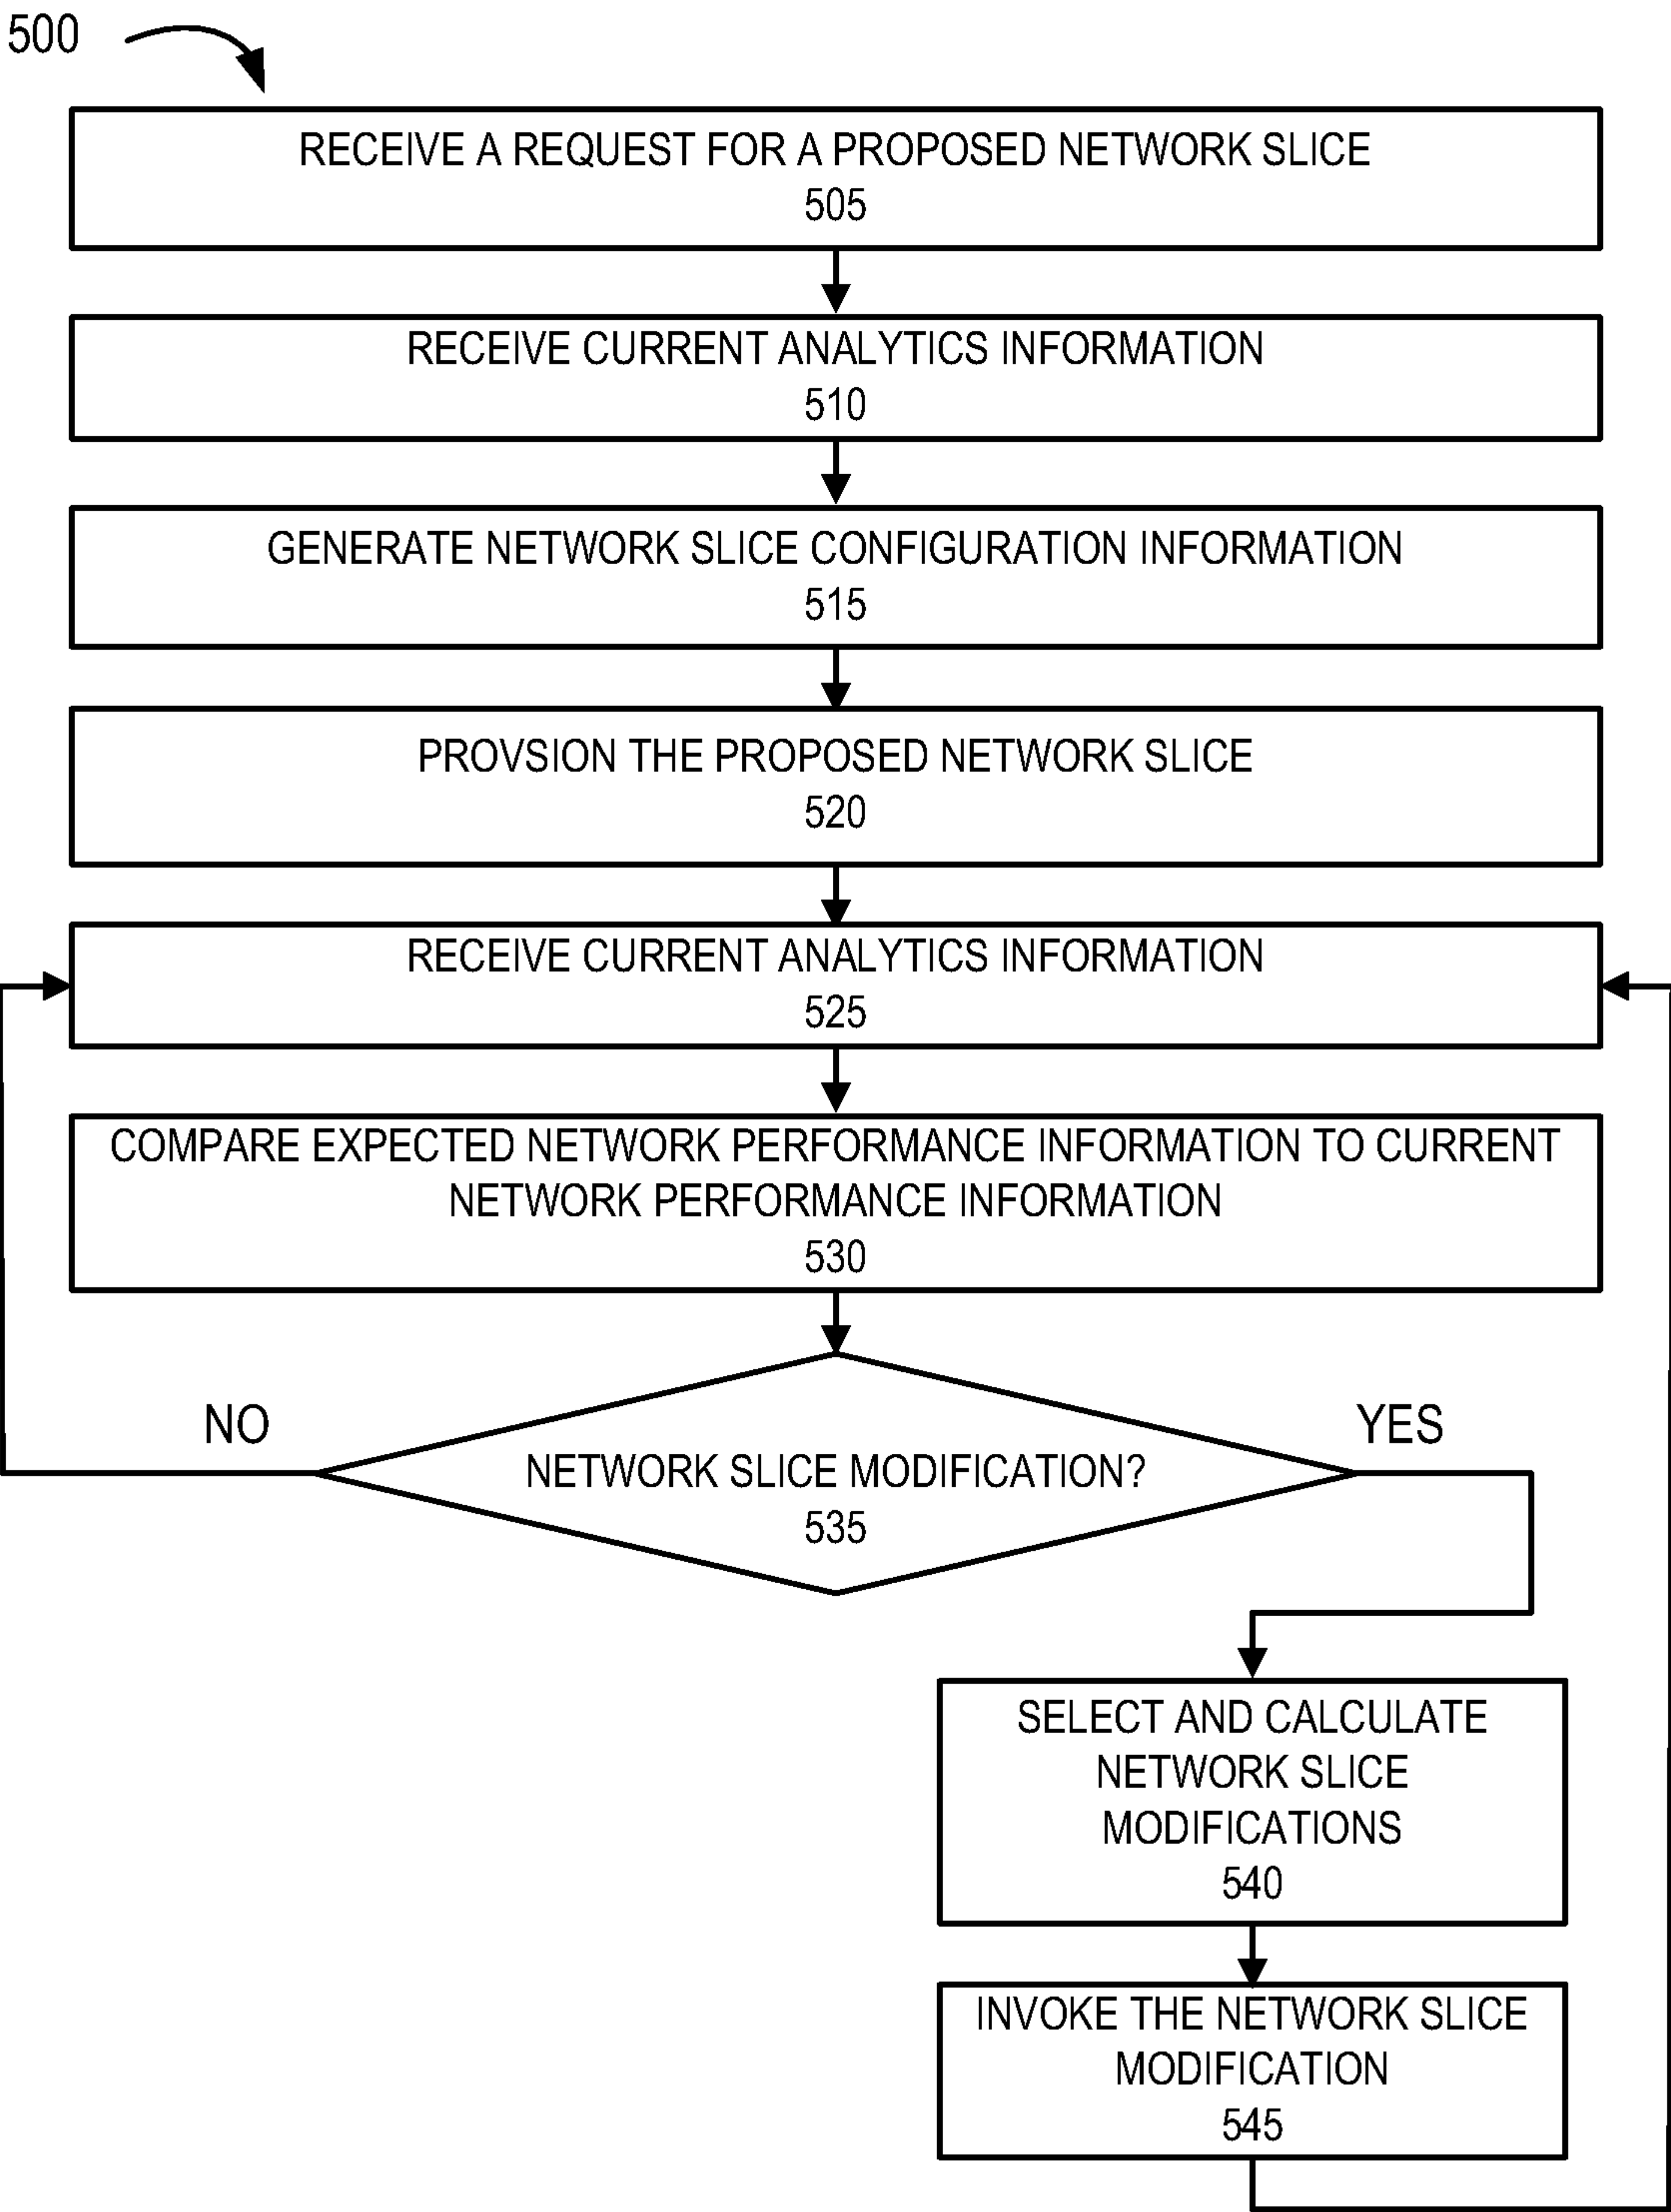 500
RECEIVE A REQUEST FOR A PROPOSED NETWORK SLICE
505
RECEIVE CURRENT ANALYTICS INFORMATION
510
GENERATE NETWORK SLICE CONFIGURATION INFORMATION
515
PROVSION THE PROPOSED NETWORK SLICE
520
RECEIVE CURRENT ANALYTICS INFORMATION
525
COMPARE EXPECTED NETWORK PERFORMANCE INFORMATION TO CURRENT
NETWORK PERFORMANCE INFORMATION
530
NO
YES
NETWORK SLICE MODIFICATION?
535
SELECT AND CALCULATE
NETWORK SLICE
MODIFICATIONS
540
INVOKE THE NETWORK SLICE
MODIFICATION
545